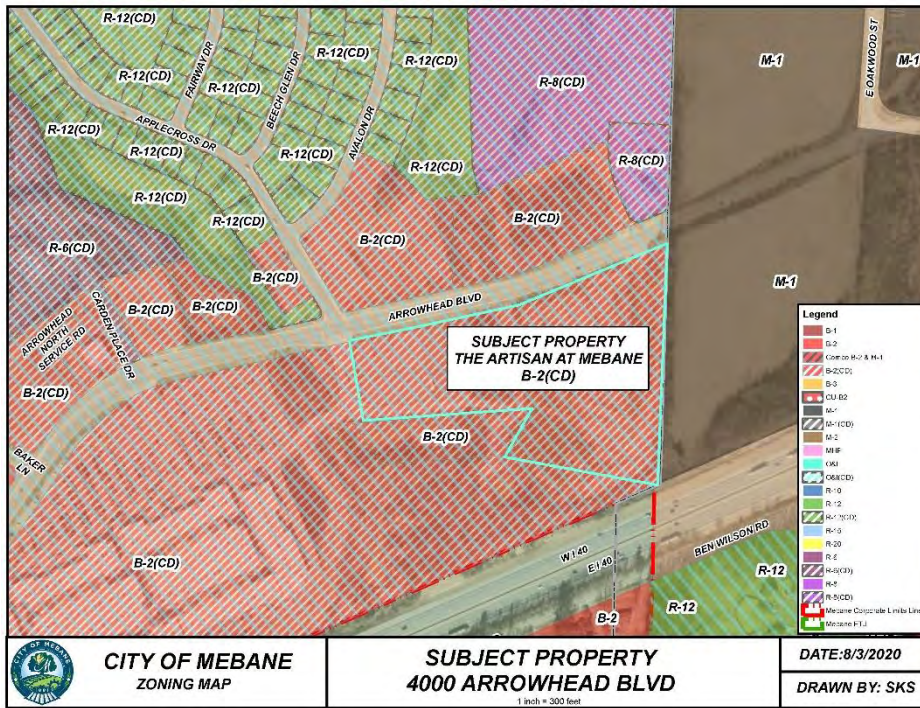 R-12(CD)
R-12(CD)
FAIRWAY DR
BEECH GLEN DR
R-12(CD)
R-12(CD)
R-12(CD)
R-12(CD)
AVALON DR
APPLECROSS DR
R-12(CD)
R-12(CD)
R-12(CD)
R-12(CD)
R-12(CD)
R-12(CD)
R-8(CD)
R-8(CD)
M-1
M-1
E OAKWOOD ST
R-6(CD)
B-2(CD)
B-2(CD)
B-2(CD)
M-1
B-2(CD)
B-2(CD)
ARROWHEAD BLVD
ARROWHEAD
NORTH
SERVICE RD
CARDEN PLACE DR
SUBJECT PROPERTY
THE ARTISAN AT MEBANE
B-2(CD)
B-2(CD)
B-2(CD)
BAKER
LN
B-2(CD)
W I 40
E I 40
BEN WILSON RD
R-12
R-12
B-2
Legend
B-1
B-2
Combo B-2 & M-1
B-2(CD)
B-3
CU-B2
M-1
M-1(CD)
M-2
MHP
O&I
O&I(CD)
R-10
R-12
R-12(CD)
R-15
R-20
R-6
R-6(CD)
R-8
R-8(CD)
Mebane Corporate Limits Line
Mebane ETJ
CITY OF MEBANE
CITY OF MEBANE
ZONING MAP
SUBJECT PROPERTY
4000 ARROWHEAD BLVD
1 inch = 300 feet
DATE:8/3/2020
DRAWN BY: SKS